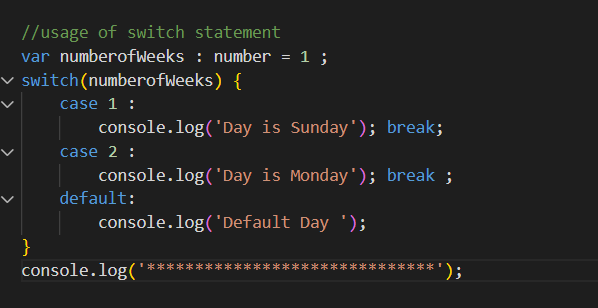 //usage of switch statement
var numberofWeeks : number = 1 ;
switch(numberofWeeks) {
    case 1 :
        console.log('Day is Sunday'); break;
    case 2 :
        console.log('Day is Monday'); break ;
    default:
        console.log('Default Day ');
}
console.log('******************************');